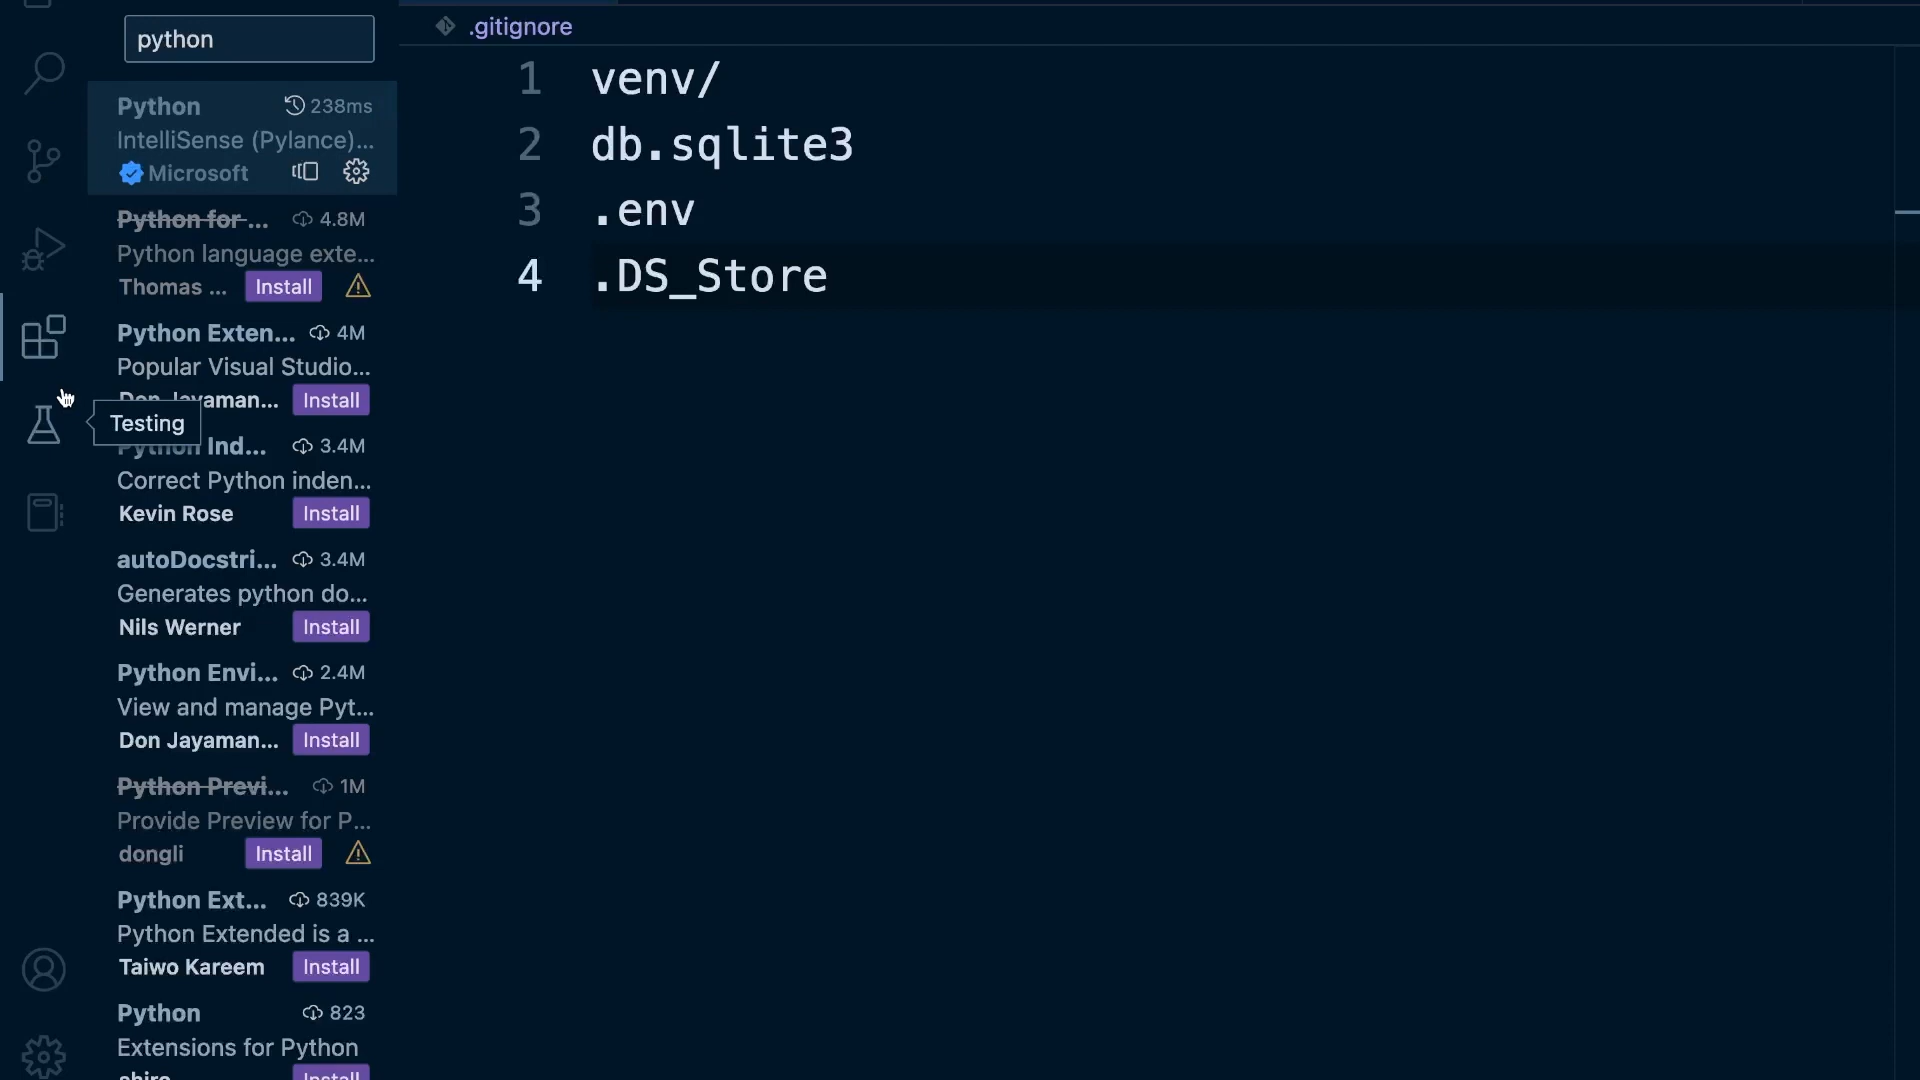 python
Python 238ms
IntelliSense (Pylance)...
Microsoft
Python for ... 4.8M
Python language exte...
Thomas ... Install
Python Exten... 4M
Popular Visual Studio...
Don Jayaman... Install
Testing
Python Ind... 3.4M
Correct Python inden...
Kevin Rose Install
autoDocstri... 3.4M
Generates python do...
Nils Werner Install
Python Envi... 2.4M
View and manage Pyt...
Don Jayaman... Install
Python Previ... 1M
Provide Preview for P...
dongli Install
Python Ext... 839K
Python Extended is a ...
Taiwo Kareem Install
Python 823
Extensions for Python
Install
.gitignore
1 venv/
2 db.sqlite3
3 .env
4 .DS_Store